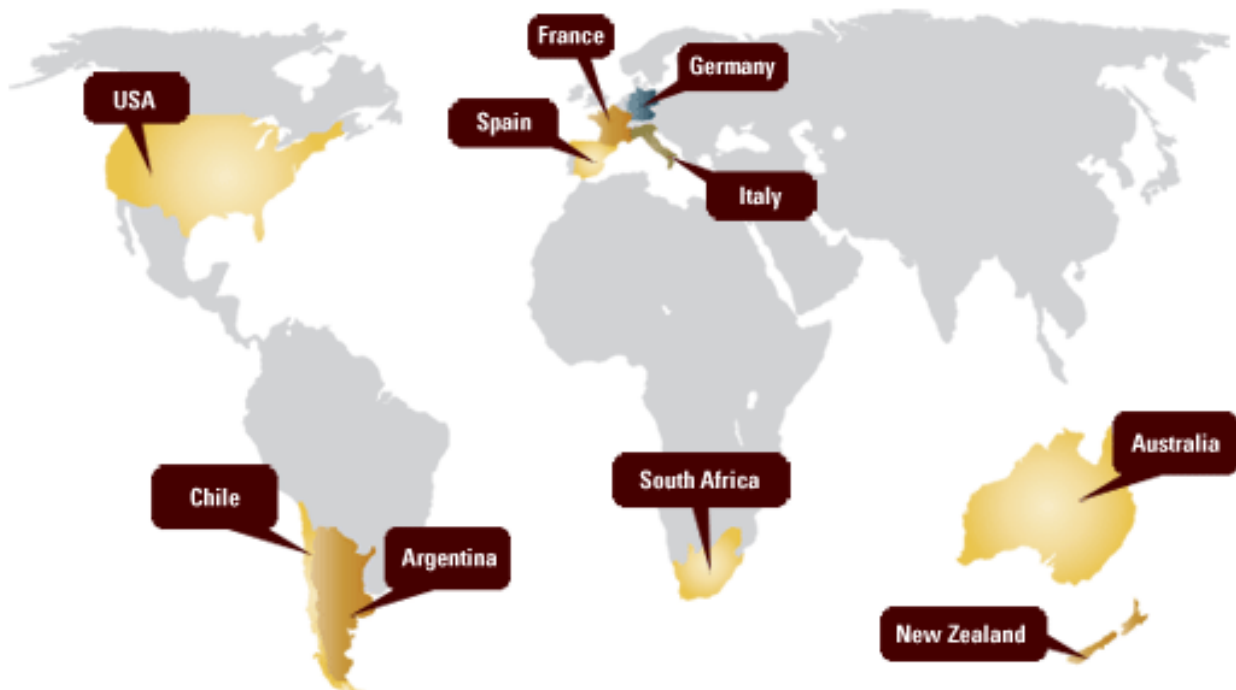 France
Germany
USA
Spain
Italy
Australia
South Africa
Chile
Argentina
New Zealand